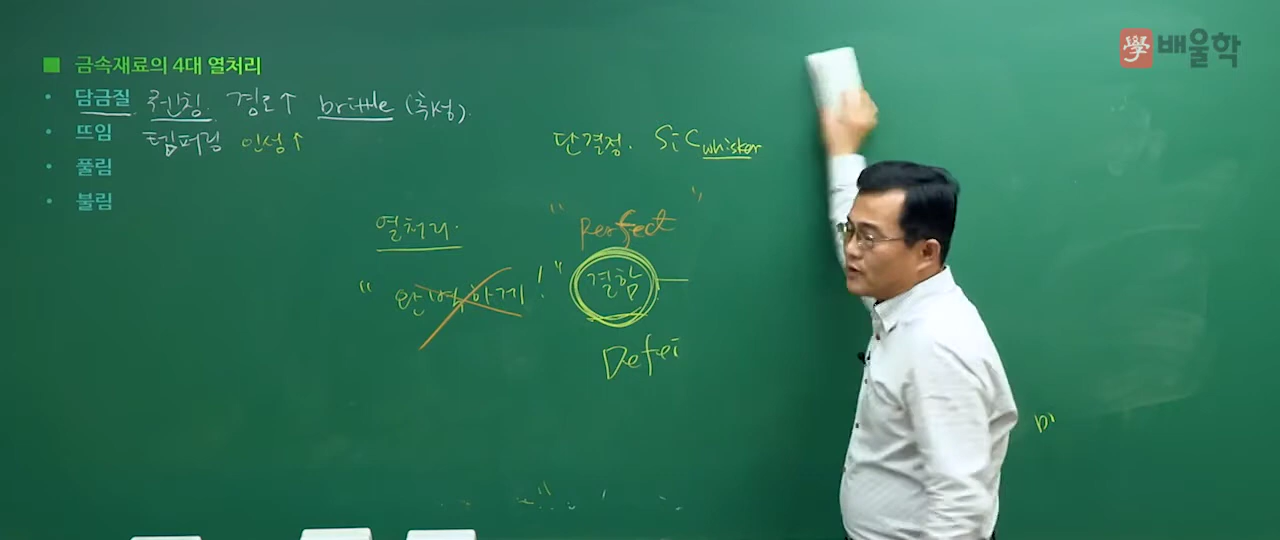 學 배울학
■ 금속재료의 4대 열처리
• 담금질 퀜칭. 경도↑ brittle (취성).
• 뜨임 템퍼링 인성↑
• 풀림
• 불림
단결정. SiC whisker
열처리.
" perfect "
" 완벽하게! "
결함
Defe